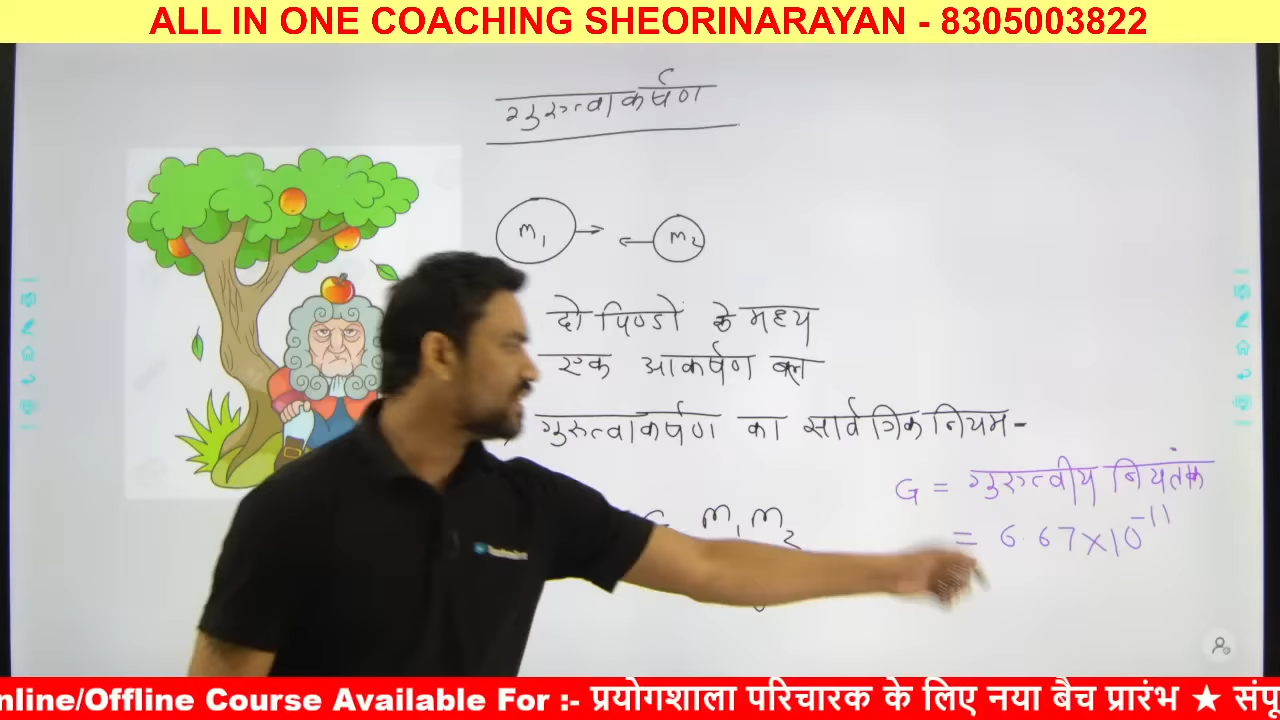 ALL IN ONE COACHING SHEORINARAYAN - 8305003822
गुरुत्वाकर्षण
m1 m2
दो पिण्डों के मध्य
एक आकर्षण बल
गुरुत्वाकर्षण का सार्वत्रिक नियम-
G = गुरुत्वीय नियतांक
m1m2
= 6.67×10^-11
nline/Offline Course Available For :- प्रयोगशाला परिचारक के लिए नया बैच प्रारंभ ★ संपू